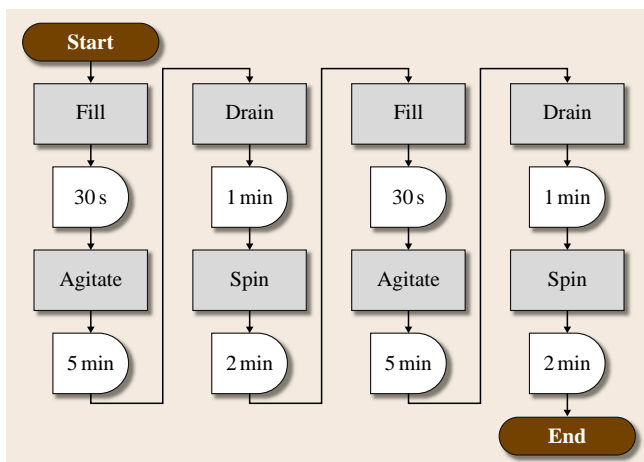 Start
Fill
30 s
Agitate
5 min
Drain
1 min
Spin
2 min
Fill
30 s
Agitate
5 min
Drain
1 min
Spin
2 min
End